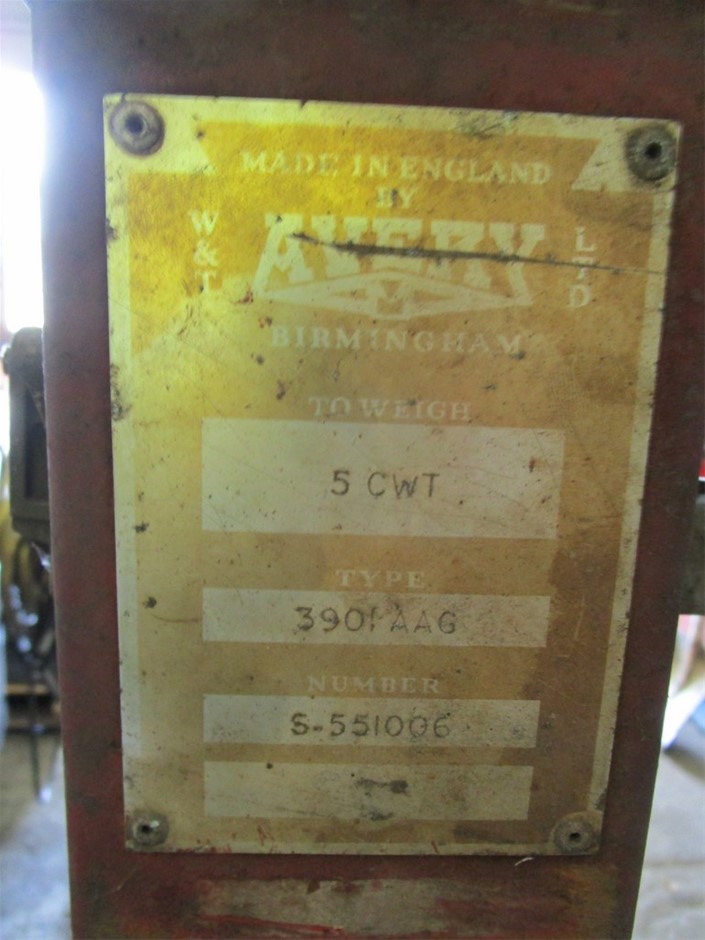 MADE IN ENGLAND
BY
W&T AVERY LTD
BIRMINGHAM
TO WEIGH
5 CWT
TYPE
3901 AAG
NUMBER
S-551006